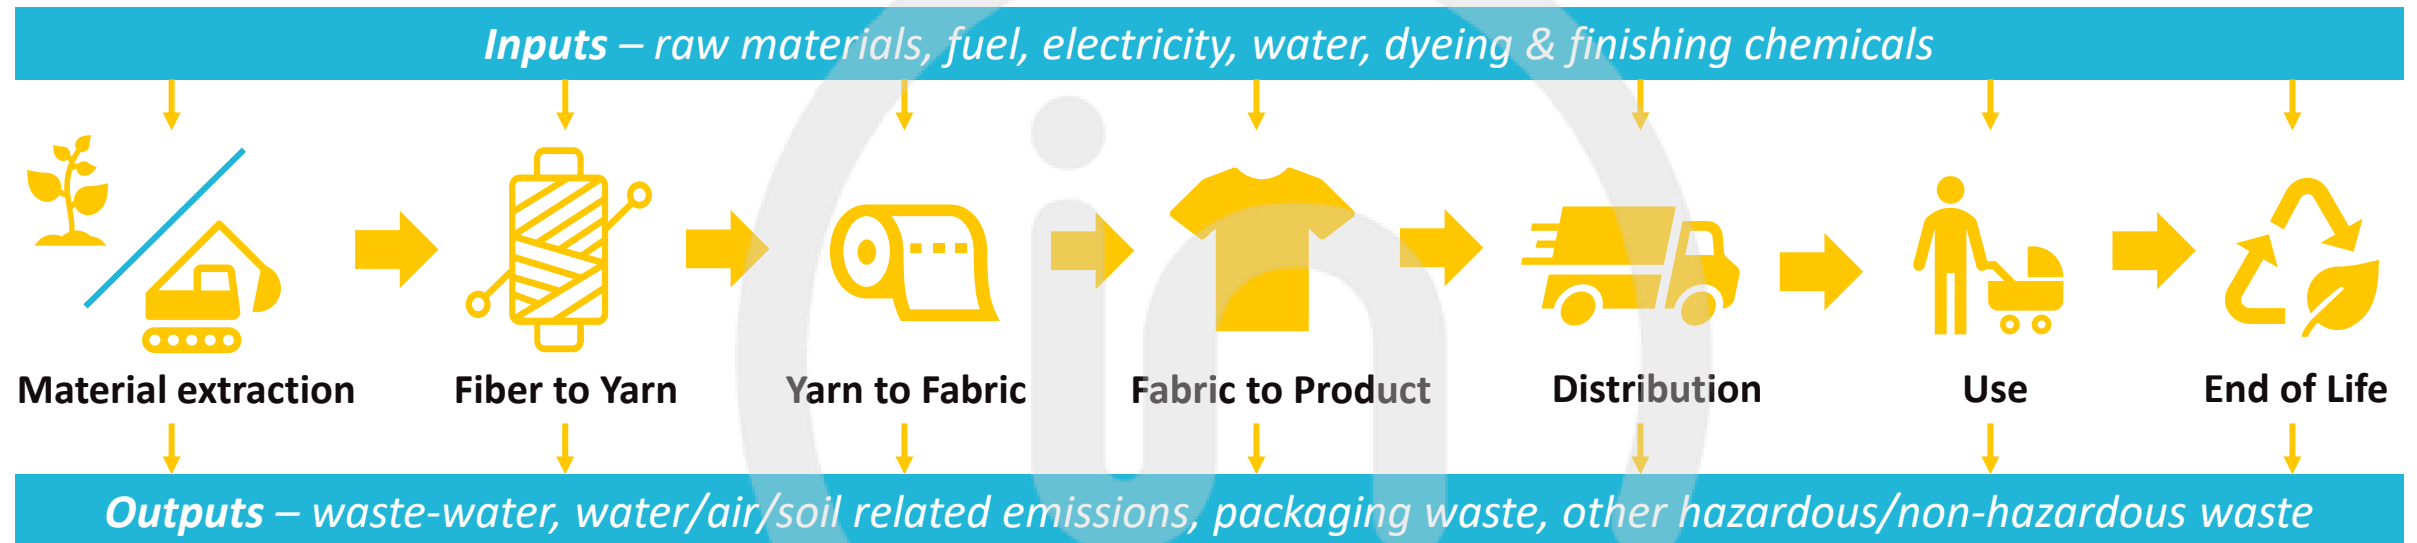 Inputs – raw materials, fuel, electricity, water, dyeing & finishing chemicals
Material extraction
Fiber to Yarn
Yarn to Fabric
Fabric to Product
Distribution
Use
End of Life
Outputs – waste-water, water/air/soil related emissions, packaging waste, other hazardous/non-hazardous waste
in